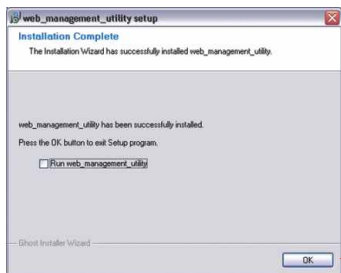 web_management_utility setup
Installation Complete
The Installation Wizard has successfully installed web_management_utility.
web_management_utility has been successfully installed.
Press the OK button to exit Setup program.
Run web_management_utility
Ghost Installer Wizard
OK